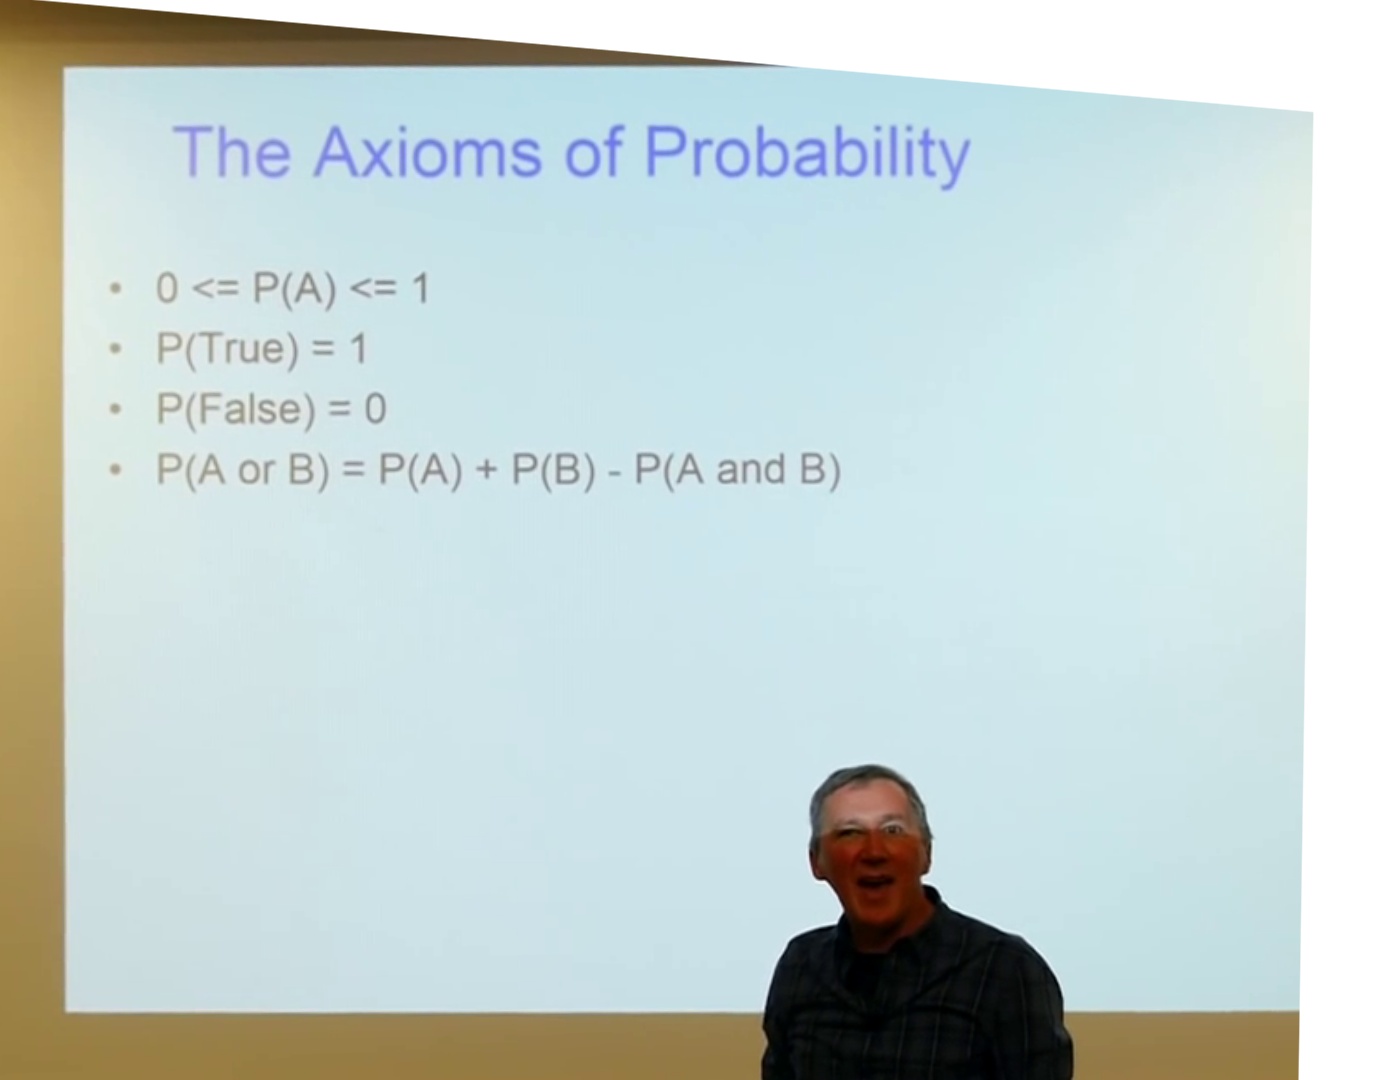 The Axioms of Probability
• 0 <= P(A) <= 1
• P(True) = 1
• P(False) = 0
• P(A or B) = P(A) + P(B) - P(A and B)